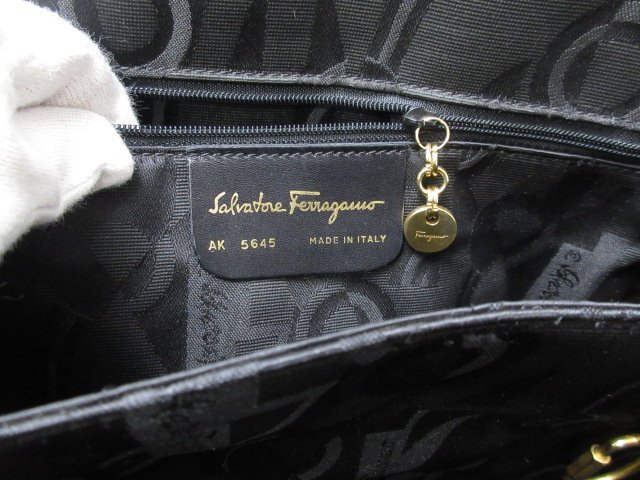 Salvatore Ferragamo
AK 5645 MADE IN ITALY
Ferragamo